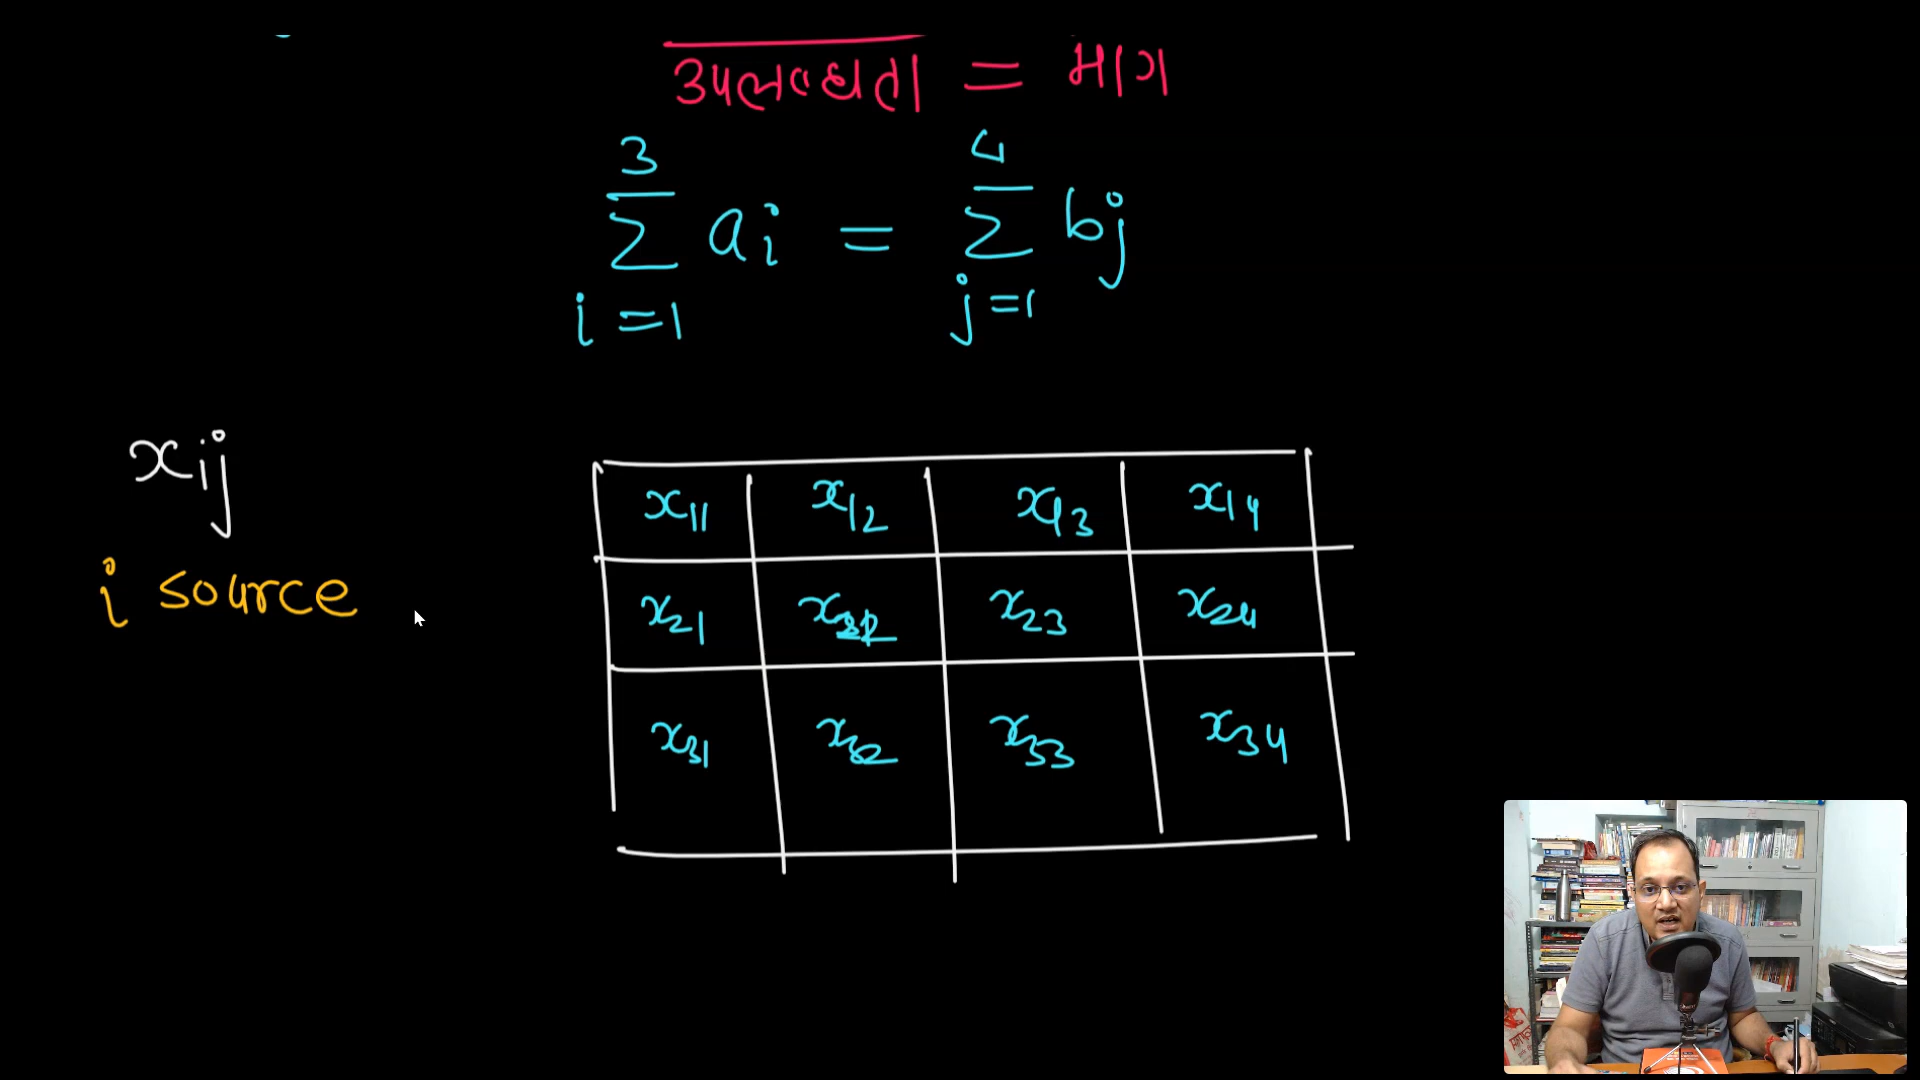 उपलब्धता = मांग
3 4
∑ ai = ∑ bj
i=1 j=1
xij
i source
x11 x12 x13 x14
x21 x23 x24
x31 x32 x33 x34